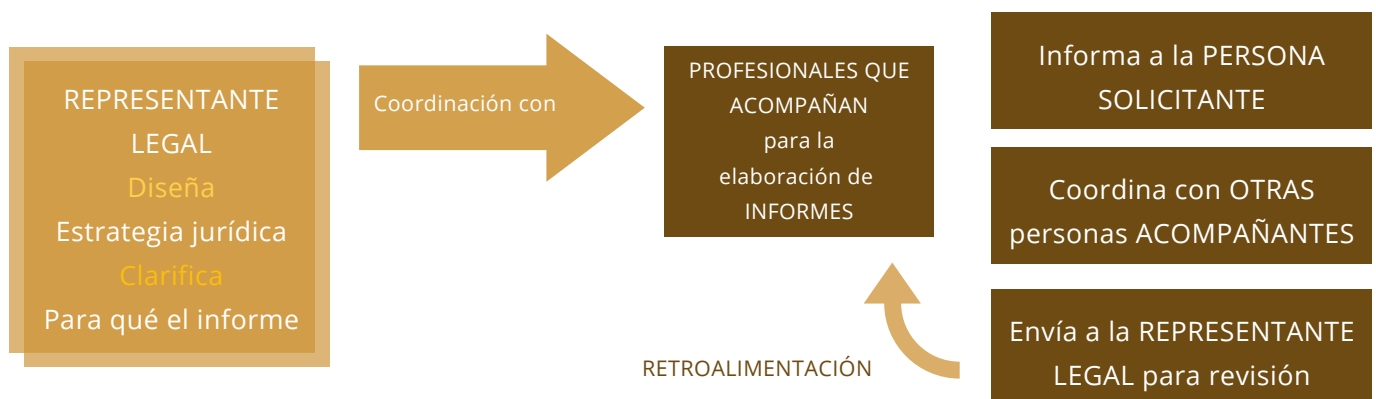 REPRESENTANTE
LEGAL
Diseña
Estrategia jurídica
Clarifica
Para qué el informe
Coordinación con
PROFESIONALES QUE
ACOMPAÑAN
para la
elaboración de
INFORMES
Informa a la PERSONA
SOLICITANTE
Coordina con OTRAS
personas ACOMPAÑANTES
Envía a la REPRESENTANTE
LEGAL para revisión
RETROALIMENTACIÓN